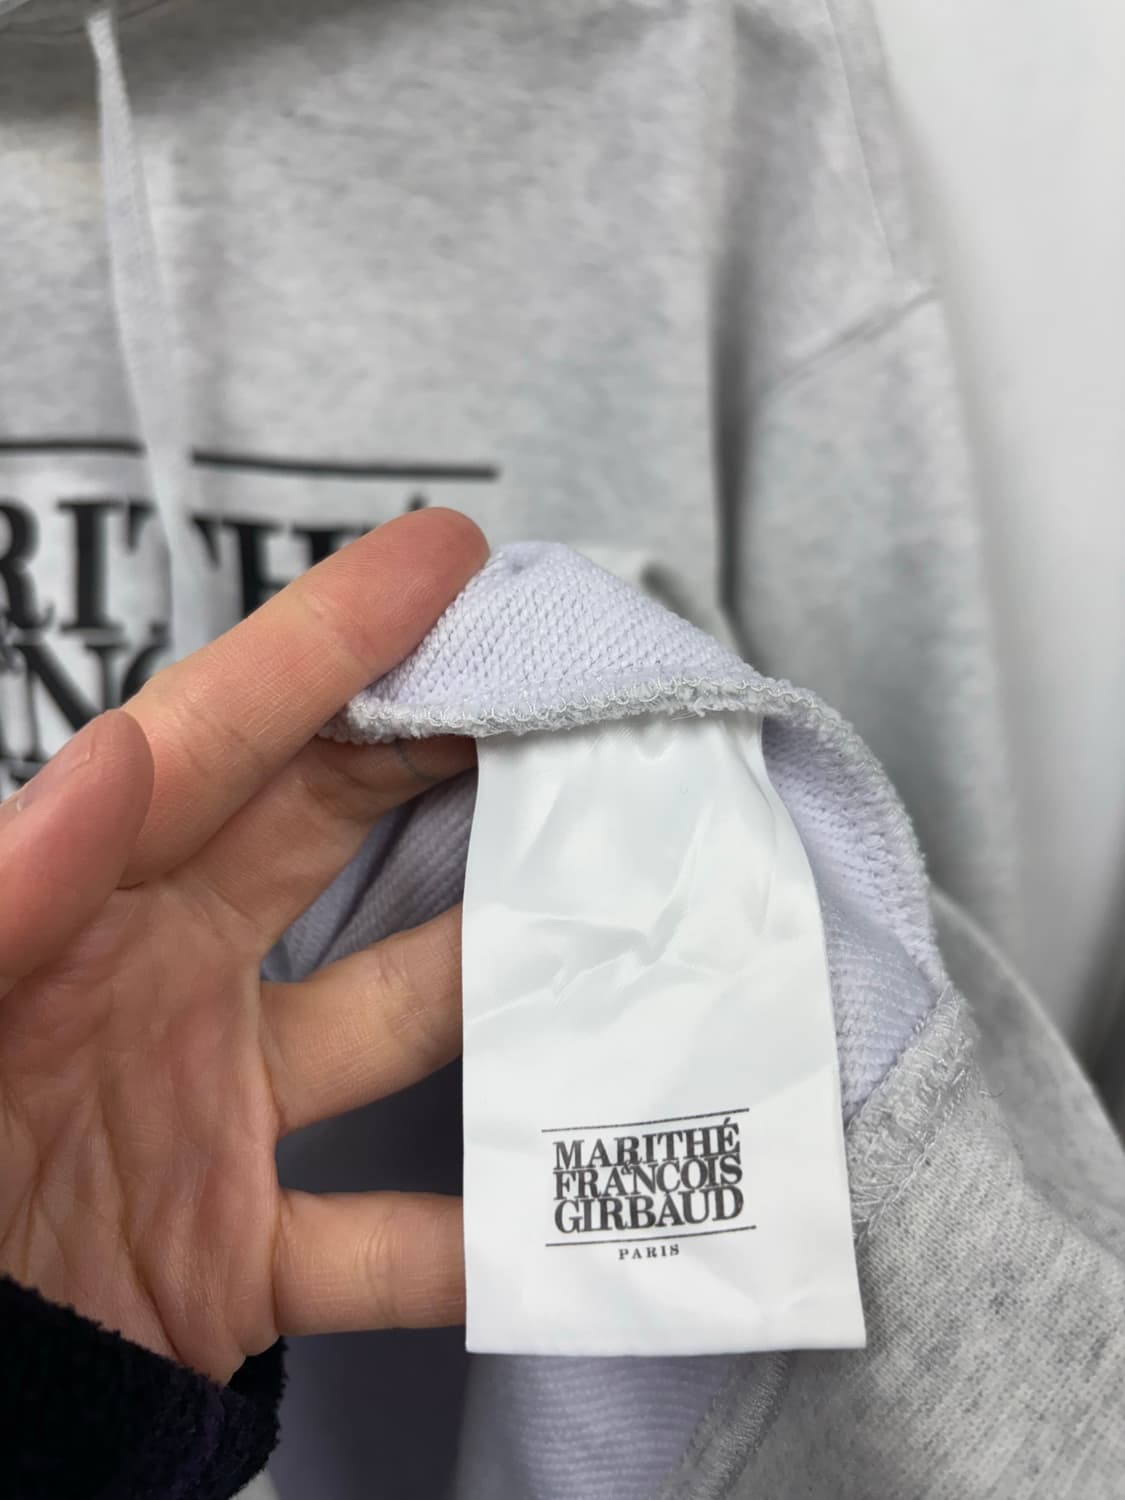 MARITHÉ
&
FRANCOIS
GIRBAUD
PARIS